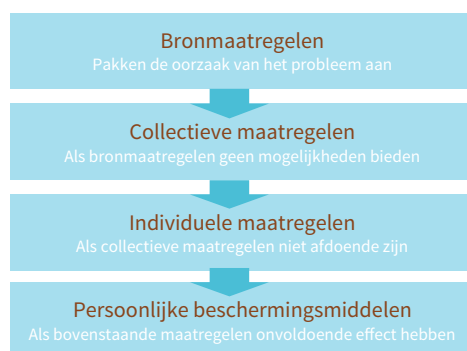 Bronmaatregelen
Pakken de oorzaak van het probleem aan
Collectieve maatregelen
Als bronmaatregelen geen mogelijkheden bieden
Individuele maatregelen
Als collectieve maatregelen niet afdoende zijn
Persoonlijke beschermingsmiddelen
Als bovenstaande maatregelen onvoldoende effect hebben